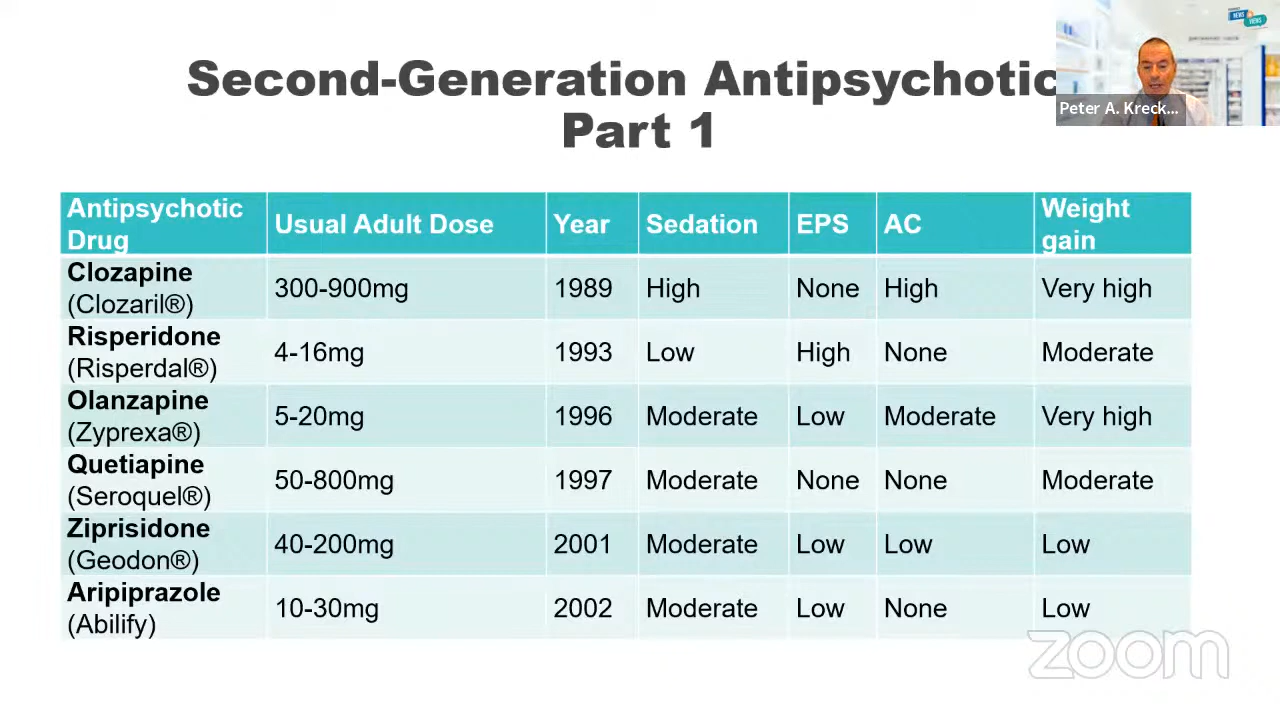 Second-Generation Antipsychotic
Part 1
NEWS
VIEWS
Peter A. Kreck...
Antipsychotic Drug Usual Adult Dose Year Sedation EPS AC Weight gain
Clozapine (Clozaril®) 300-900mg 1989 High None High Very high
Risperidone (Risperdal®) 4-16mg 1993 Low High None Moderate
Olanzapine (Zyprexa®) 5-20mg 1996 Moderate Low Moderate Very high
Quetiapine (Seroquel®) 50-800mg 1997 Moderate None None Moderate
Ziprisidone (Geodon®) 40-200mg 2001 Moderate Low Low Low
Aripiprazole (Abilify) 10-30mg 2002 Moderate Low None Low
zoom